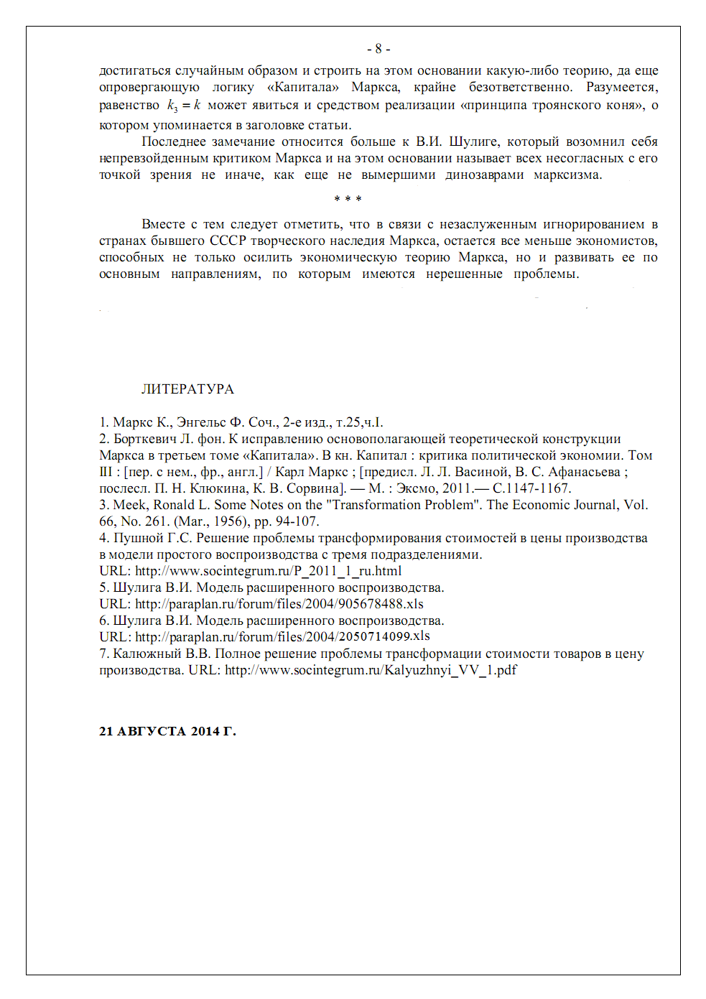 - 8 -
достигаться случайным образом и строить на этом основании какую-либо теорию, да еще
опровергающую логику «Капитала» Маркса, крайне безответственно. Разумеется,
равенство k₃ = k может явиться и средством реализации «принципа троянского коня», о
котором упоминается в заголовке статьи.
Последнее замечание относится больше к В.И. Шулиге, который возомнил себя
непревзойденным критиком Маркса и на этом основании называет всех несогласных с его
точкой зрения не иначе, как еще не вымершими динозаврами марксизма.
* * *
Вместе с тем следует отметить, что в связи с незаслуженным игнорированием в
странах бывшего СССР творческого наследия Маркса, остается все меньше экономистов,
способных не только осилить экономическую теорию Маркса, но и развивать ее по
основным направлениям, по которым имеются нерешенные проблемы.
ЛИТЕРАТУРА
1. Маркс К., Энгельс Ф. Соч., 2-е изд., т.25,ч.I.
2. Борткевич Л. фон. К исправлению основополагающей теоретической конструкции
Маркса в третьем томе «Капитала». В кн. Капитал : критика политической экономии. Том
III : [пер. с нем., фр., англ.] / Карл Маркс ; [предисл. Л. Л. Васиной, В. С. Афанасьева ;
послесл. П. Н. Клюкина, К. В. Сорвина]. — М. : Эксмо, 2011.— С.1147-1167.
3. Meek, Ronald L. Some Notes on the "Transformation Problem". The Economic Journal, Vol.
66, No. 261. (Mar., 1956), pp. 94-107.
4. Пушной Г.С. Решение проблемы трансформирования стоимостей в цены производства
в модели простого воспроизводства с тремя подразделениями.
URL: http://www.socintegrum.ru/P_2011_1_ru.html
5. Шулига В.И. Модель расширенного воспроизводства.
URL: http://paraplan.ru/forum/files/2004/905678488.xls
6. Шулига В.И. Модель расширенного воспроизводства.
URL: http://paraplan.ru/forum/files/2004/2050714099.xls
7. Калюжный В.В. Полное решение проблемы трансформации стоимости товаров в цену
производства. URL: http://www.socintegrum.ru/Kalyuzhnyi_VV_1.pdf
21 АВГУСТА 2014 Г.